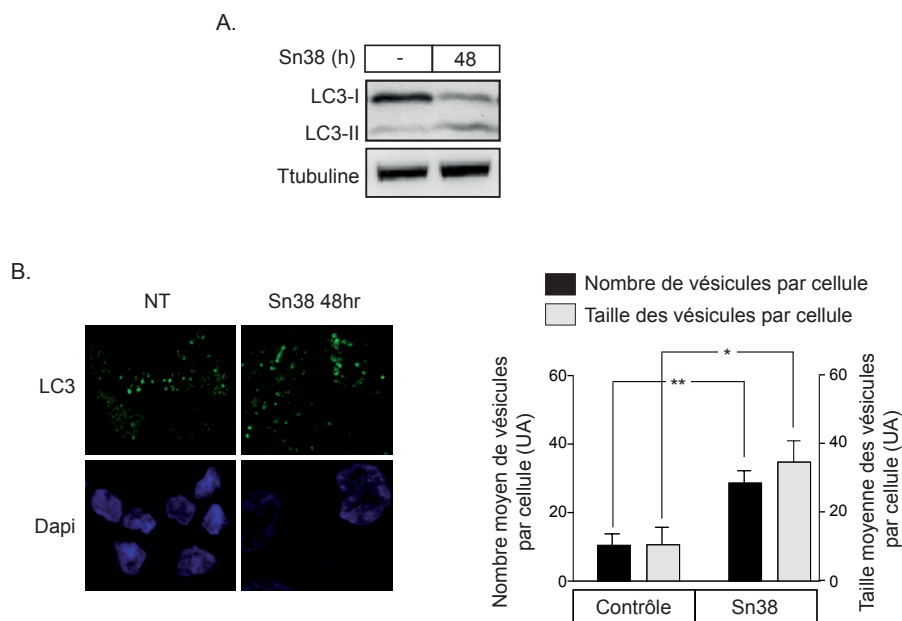 A.
Sn38 (h)
-
48
LC3-I
LC3-II
Ttubuline
B.
NT
Sn38 48hr
LC3
Dapi
Nombre de vésicules par cellule
Taille des vésicules par cellule
Nombre moyen de vésicules
par cellule (UA)
60
40
20
0
**
*
60
40
20
0
Taille moyenne des vésicules
par cellule (UA)
Contrôle
Sn38